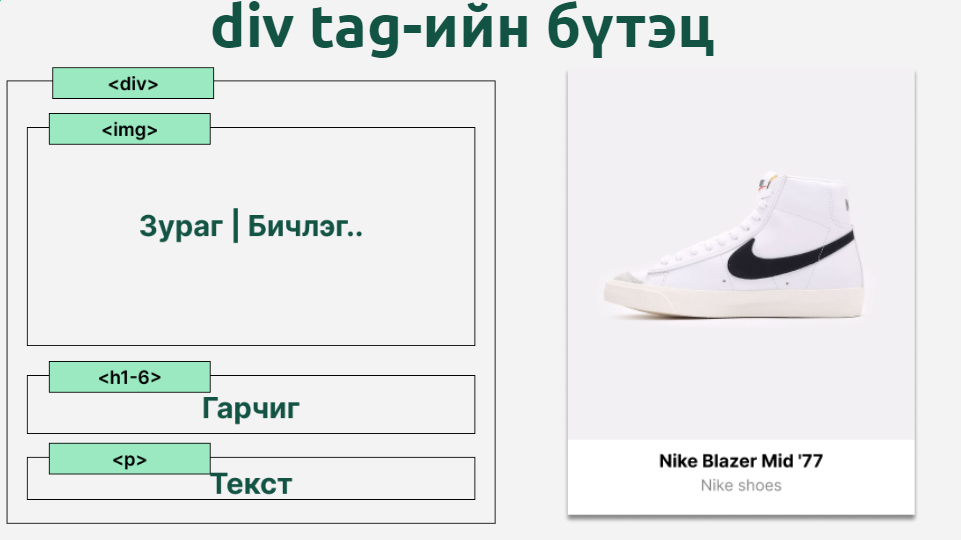 div tag-ийн бүтэц
<div>
<img>
Зураг | Бичлэг..
<h1-6>
Гарчиг
<p>
Текст
Nike Blazer Mid '77
Nike shoes